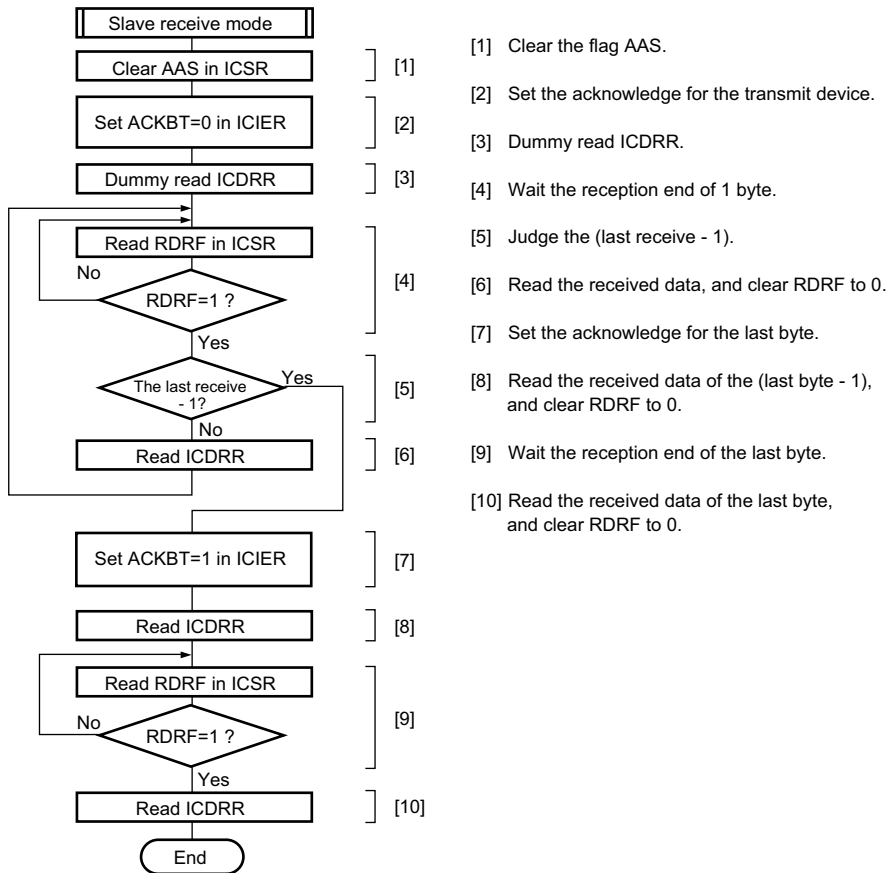 Slave receive mode
Clear AAS in ICSR
[1]
Set ACKBT=0 in ICIER
[2]
Dummy read ICDRR
[3]
Read RDRF in ICSR
No
RDRF=1 ?
[4]
Yes
The last receive
- 1?
Yes
[5]
No
Read ICDRR
[6]
Set ACKBT=1 in ICIER
[7]
Read ICDRR
[8]
Read RDRF in ICSR
No
RDRF=1 ?
[9]
Yes
Read ICDRR
[10]
End
[1] Clear the flag AAS.
[2] Set the acknowledge for the transmit device.
[3] Dummy read ICDRR.
[4] Wait the reception end of 1 byte.
[5] Judge the (last receive - 1).
[6] Read the received data, and clear RDRF to 0.
[7] Set the acknowledge for the last byte.
[8] Read the received data of the (last byte - 1),
and clear RDRF to 0.
[9] Wait the reception end of the last byte.
[10] Read the received data of the last byte,
and clear RDRF to 0.